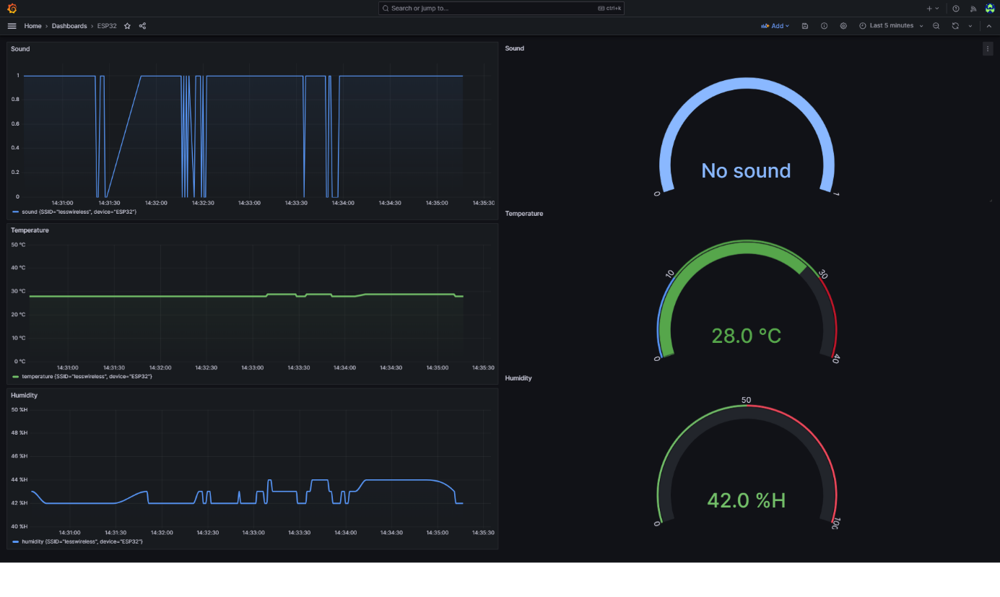 Search or jump to... ctrl+k
Home › Dashboards › ESP32
Add Last 5 minutes
Sound
1
0.8
0.6
0.4
0.2
0
14:31:00 14:31:30 14:32:00 14:32:30 14:33:00 14:33:30 14:34:00 14:34:30 14:35:00 14:35:30
sound {SSID="lesswireless", device="ESP32"}
Temperature
50 °C
40 °C
30 °C
20 °C
10 °C
0 °C
14:31:00 14:31:30 14:32:00 14:32:30 14:33:00 14:33:30 14:34:00 14:34:30 14:35:00 14:35:30
temperature {SSID="lesswireless", device="ESP32"}
Humidity
50 %H
48 %H
46 %H
44 %H
42 %H
40 %H
14:31:00 14:31:30 14:32:00 14:32:30 14:33:00 14:33:30 14:34:00 14:34:30 14:35:00 14:35:30
humidity {SSID="lesswireless", device="ESP32"}
Sound
No sound
0 1
Temperature
10 30
28.0 °C
0 40
Humidity
50
42.0 %H
0 100